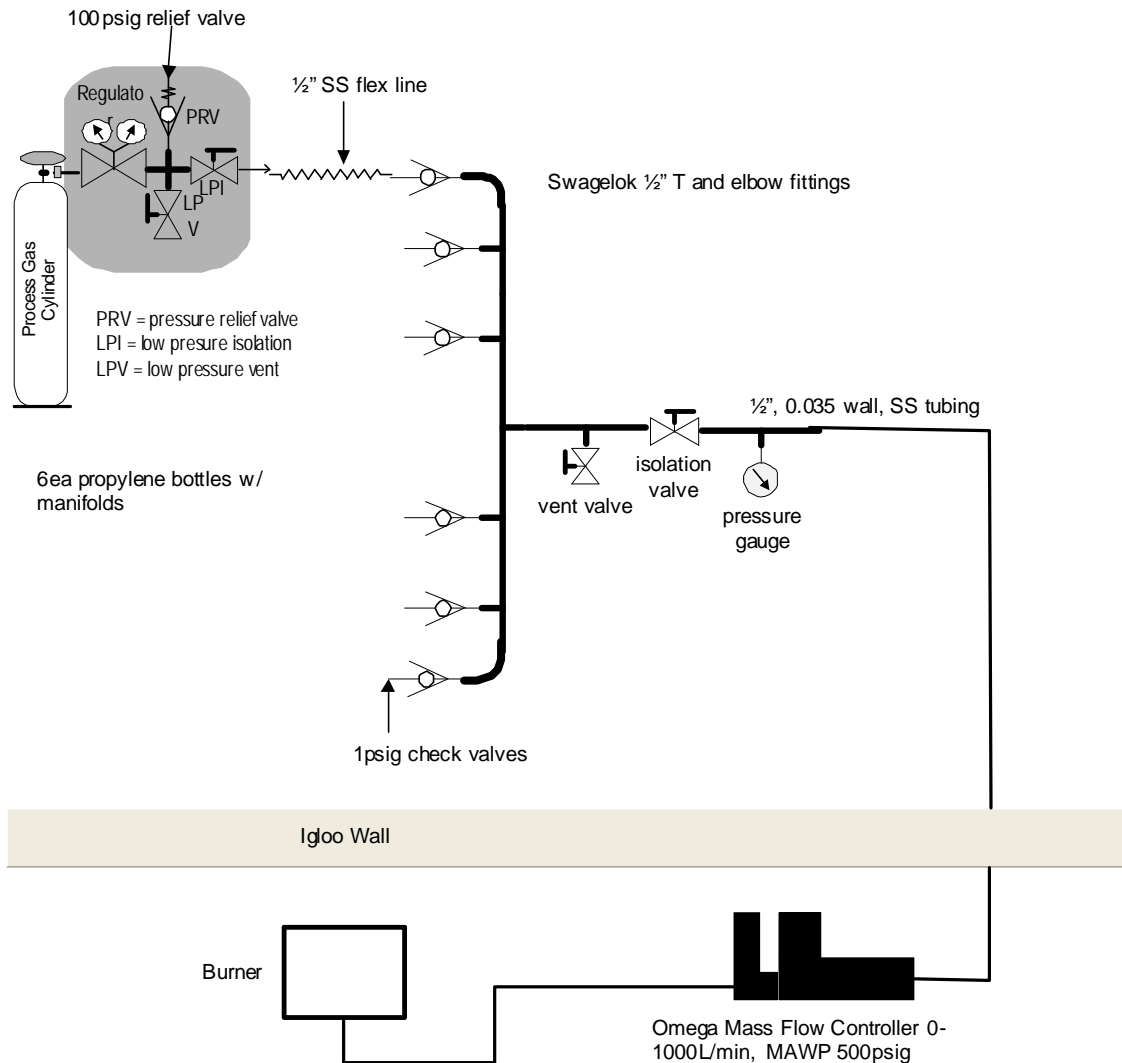 100psig relief valve
Regulato
r
PRV
½” SS flex line
LPI
LP
V
Swagelok ½” T and elbow fittings
Process Gas
Cylinder
PRV = pressure relief valve
LPI = low presure isolation
LPV = low pressure vent
½”, 0.035 wall, SS tubing
6ea propylene bottles w/
manifolds
isolation
valve
vent valve
pressure
gauge
1psig check valves
Igloo Wall
Burner
Omega Mass Flow Controller 0-
1000L/min, MAWP 500psig